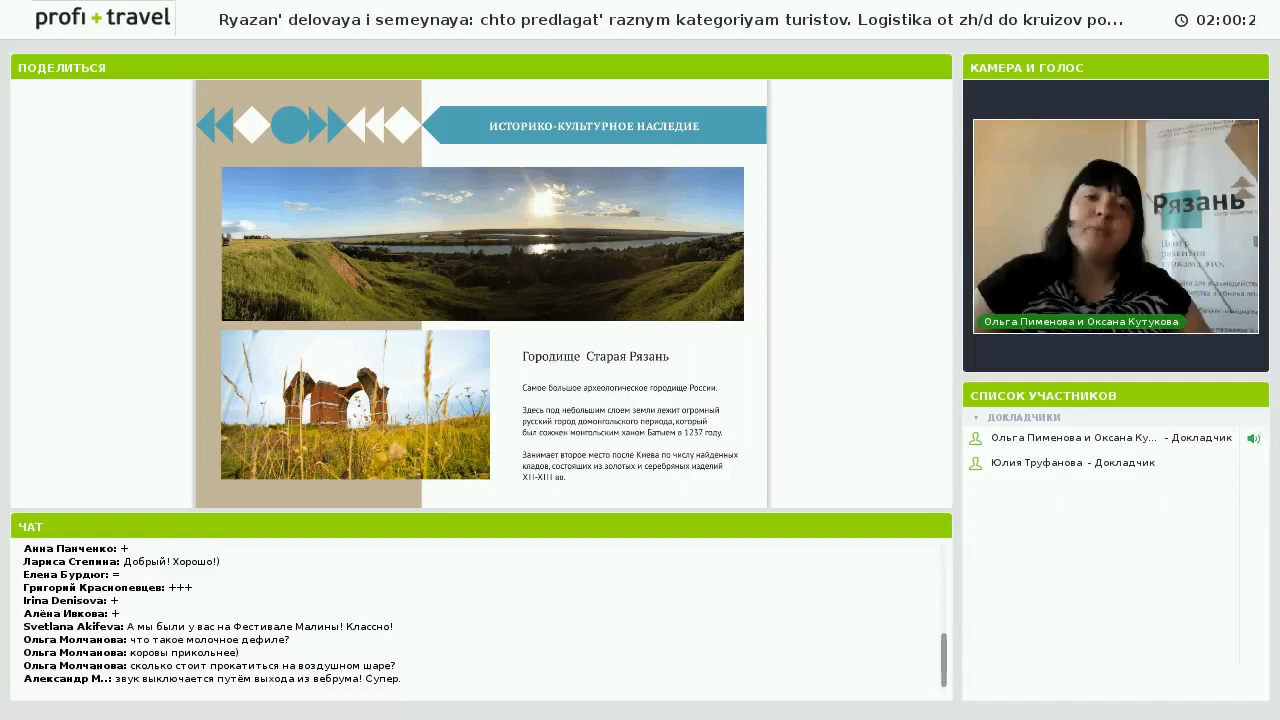 profi + travel
Ryazan' delovaya i semeynaya: chto predlagat' raznym kategoriyam turistov. Logistika ot zh/d do kruizov po...
02:00:2
ПОДЕЛИТЬСЯ
ИСТОРИКО-КУЛЬТУРНОЕ НАСЛЕДИЕ
Городище Старая Рязань
Самое большое археологическое городище России.
Здесь под небольшим слоем земли лежит огромный
русский город домонгольского периода, который
был сожжен монгольским ханом Батыем в 1237 году.
Занимает второе место после Киева по числу найденных
кладов, состоящих из золотых и серебряных изделий
XII-XIII вв.
КАМЕРА И ГОЛОС
Рязань
Центр
развития
Ольга Пименова и Оксана Кутукова
СПИСОК УЧАСТНИКОВ
ДОКЛАДЧИКИ
Ольга Пименова и Оксана Ку... - Докладчик
Юлия Труфанова - Докладчик
ЧАТ
Анна Панченко: +
Лариса Степина: Добрый! Хорошо!)
Елена Бурдюг: =
Григорий Краснопевцев: +++
Irina Denisova: +
Алёна Ивкова: +
Svetlana Akifeva: А мы были у вас на Фестивале Малины! Классно!
Ольга Молчанова: что такое молочное дефиле?
Ольга Молчанова: коровы прикольнее)
Ольга Молчанова: сколько стоит прокатиться на воздушном шаре?
Александр М..: звук выключается путём выхода из вебрума! Супер.